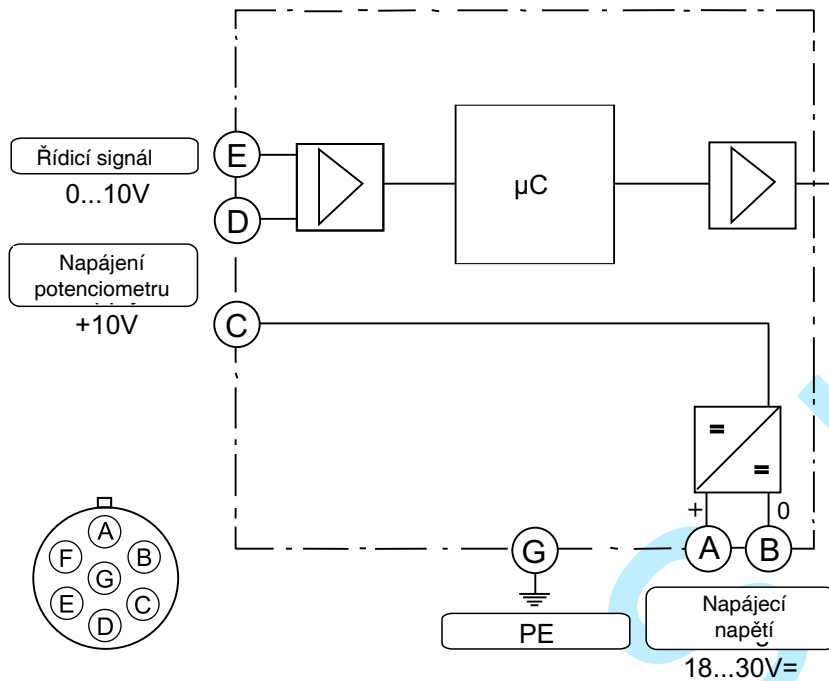 E
Řídicí signál
0...10V
D
µC
Napájení
potenciometru
+10V
C
=
=
+
0
A
B
G
PE
Napájecí
napětí
18...30V=
A
F
B
G
E
C
D